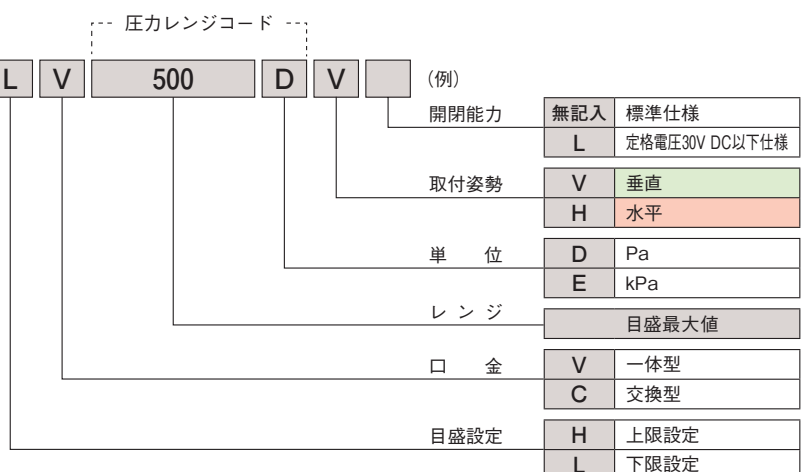 圧力レンジコード
L V 500 D V (例)
開閉能力 無記入 標準仕様
L 定格電圧30V DC以下仕様
取付姿勢 V 垂直
H 水平
単 位 D Pa
E kPa
レ ン ジ 目盛最大値
口 金 V 一体型
C 交換型
目盛設定 H 上限設定
L 下限設定